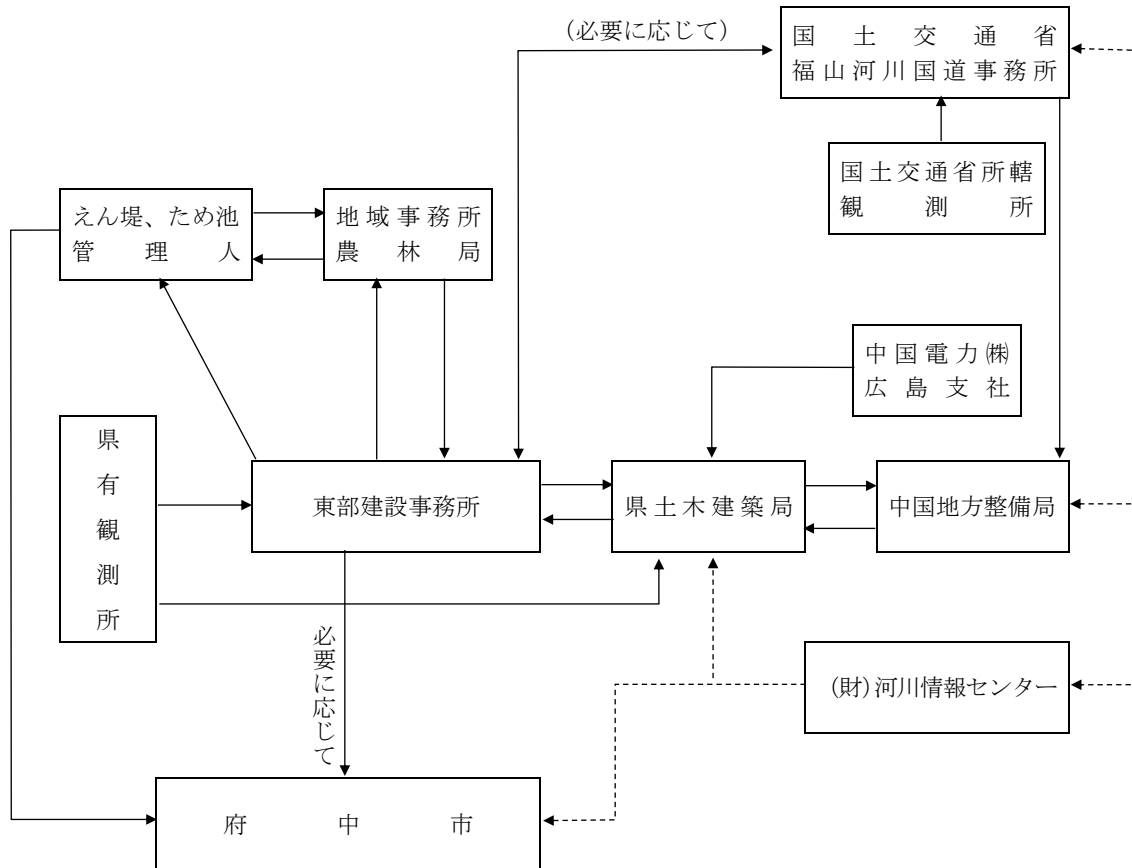 (必要に応じて)
国土交通省
福山河川国道事務所
国土交通省所轄
観測所
えん堤、ため池
管理人
地域事務所
農林局
中国電力㈱
広島支社
県有観測所
東部建設事務所
県土木建築局
中国地方整備局
必要に応じて
(財)河川情報センター
府中市